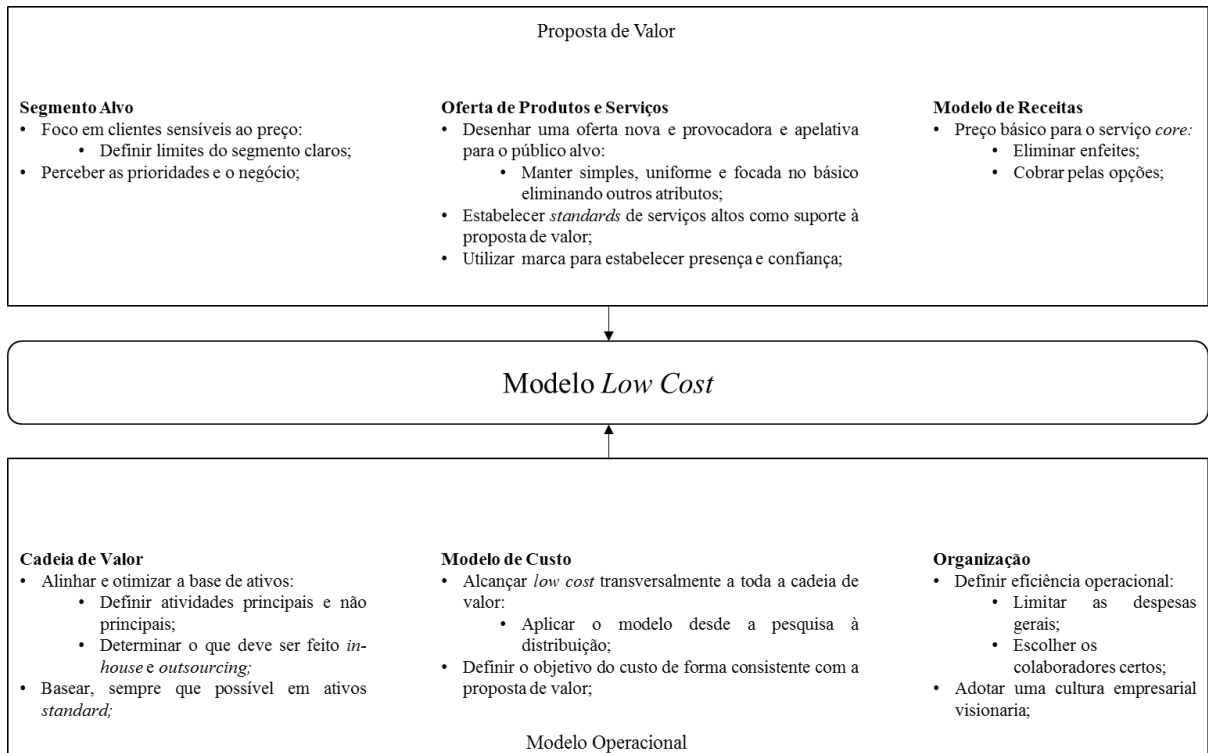 Proposta de Valor
Segmento Alvo
• Foco em clientes sensíveis ao preço:
• Definir limites do segmento claros;
• Perceber as prioridades e o negócio;
Oferta de Produtos e Serviços
• Desenhar uma oferta nova e provocadora e apelativa
para o público alvo:
• Manter simples, uniforme e focada no básico
eliminando outros atributos;
• Estabelecer standards de serviços altos como suporte à
proposta de valor;
• Utilizar marca para estabelecer presença e confiança;
Modelo de Receitas
• Preço básico para o serviço core:
• Eliminar enfeites;
• Cobrar pelas opções;
Modelo Low Cost
Cadeia de Valor
• Alinhar e otimizar a base de ativos:
• Definir atividades principais e não
principais;
• Determinar o que deve ser feito in-
house e outsourcing;
• Basear, sempre que possível em ativos
standard;
Modelo de Custo
• Alcançar low cost transversalmente a toda a cadeia de
valor:
• Aplicar o modelo desde a pesquisa à
distribuição;
• Definir o objetivo do custo de forma consistente com a
proposta de valor;
Organização
• Definir eficiência operacional:
• Limitar as despesas
gerais;
• Escolher os
colaboradores certos;
• Adotar uma cultura empresarial
visionaria;
Modelo Operacional